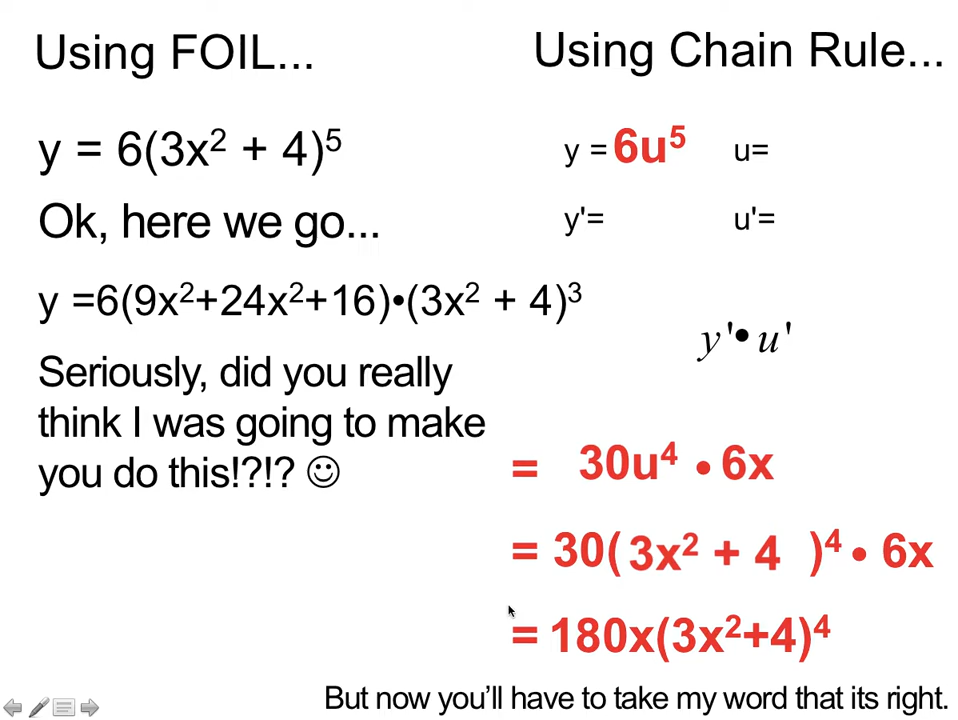 Using FOIL...
y = 6(3x² + 4)⁵
Ok, here we go...
y =6(9x²+24x²+16)•(3x² + 4)³
Seriously, did you really
think I was going to make
you do this!?!? ☺
Using Chain Rule...
y = 6u⁵ u=
y'= u'=
y'• u'
= 30u⁴ • 6x
= 30( 3x² + 4 )⁴ • 6x
= 180x(3x²+4)⁴
But now you’ll have to take my word that its right.